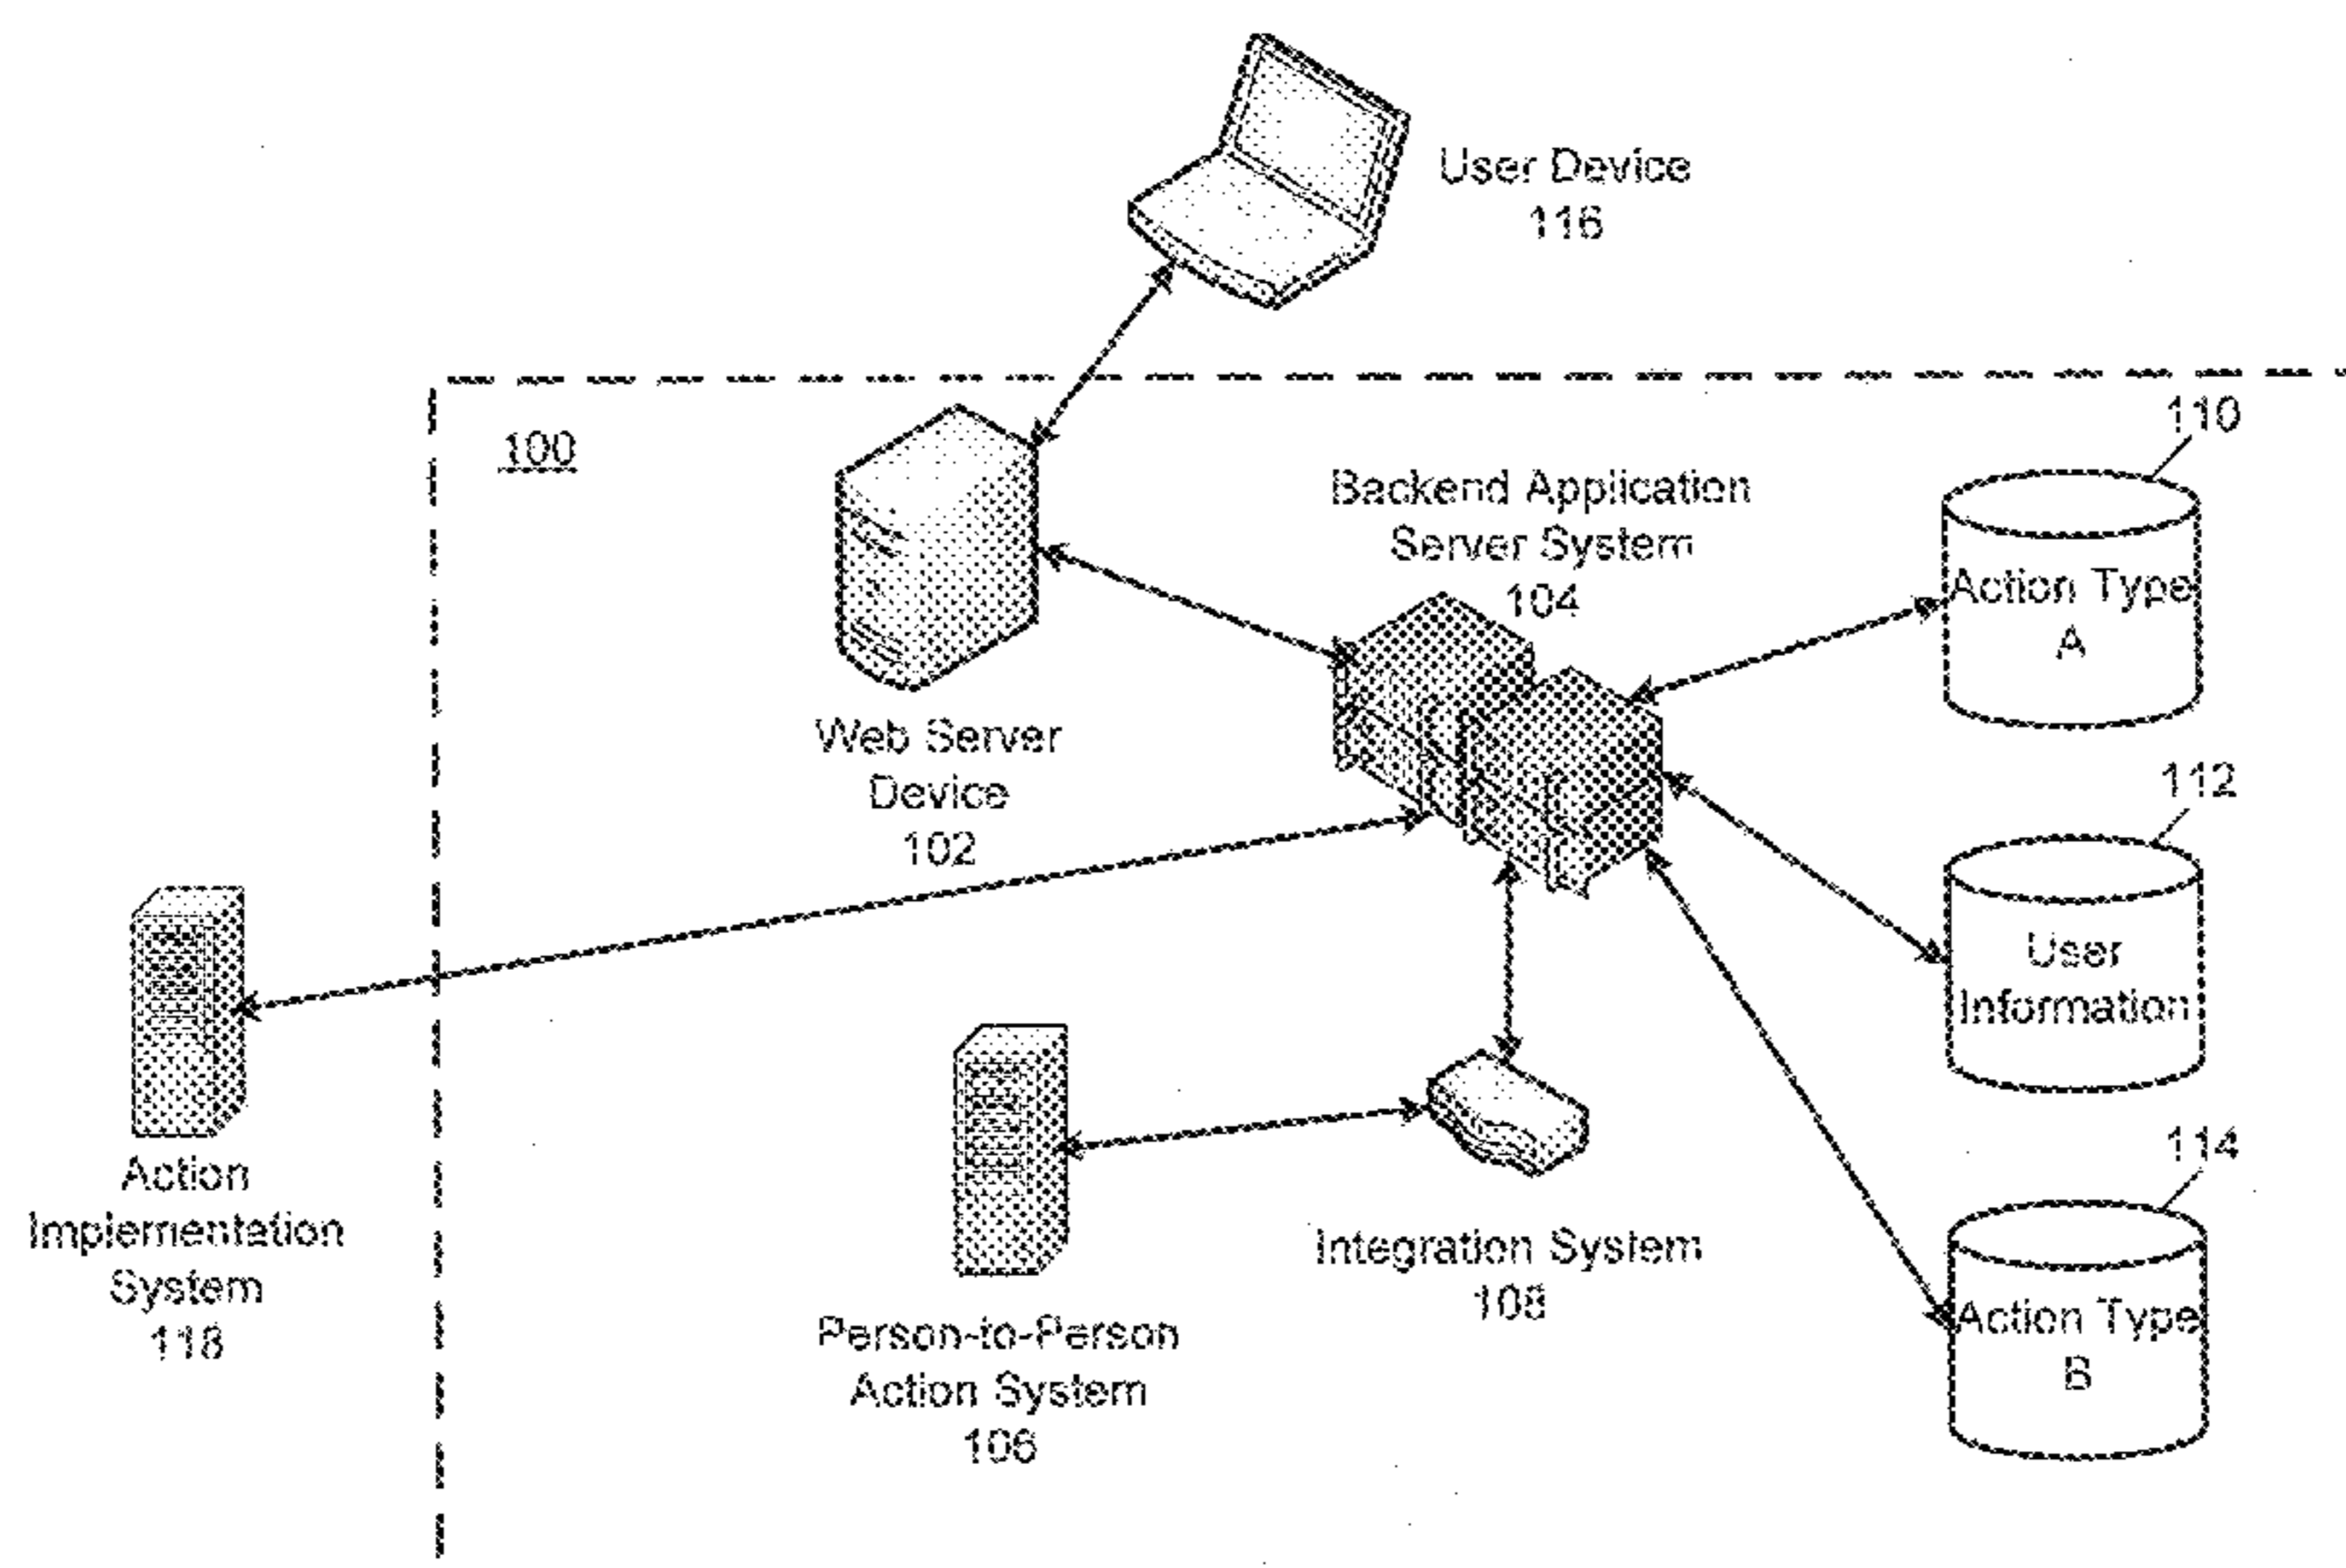 User Device
116
100
110
Backend Application
Server System
104
Action Type
A
Web Server
Device
102
112
User
Information
Action
Implementation
System
118
114
Integration System
108
Action Type
B
Person-to-Person
Action System
106